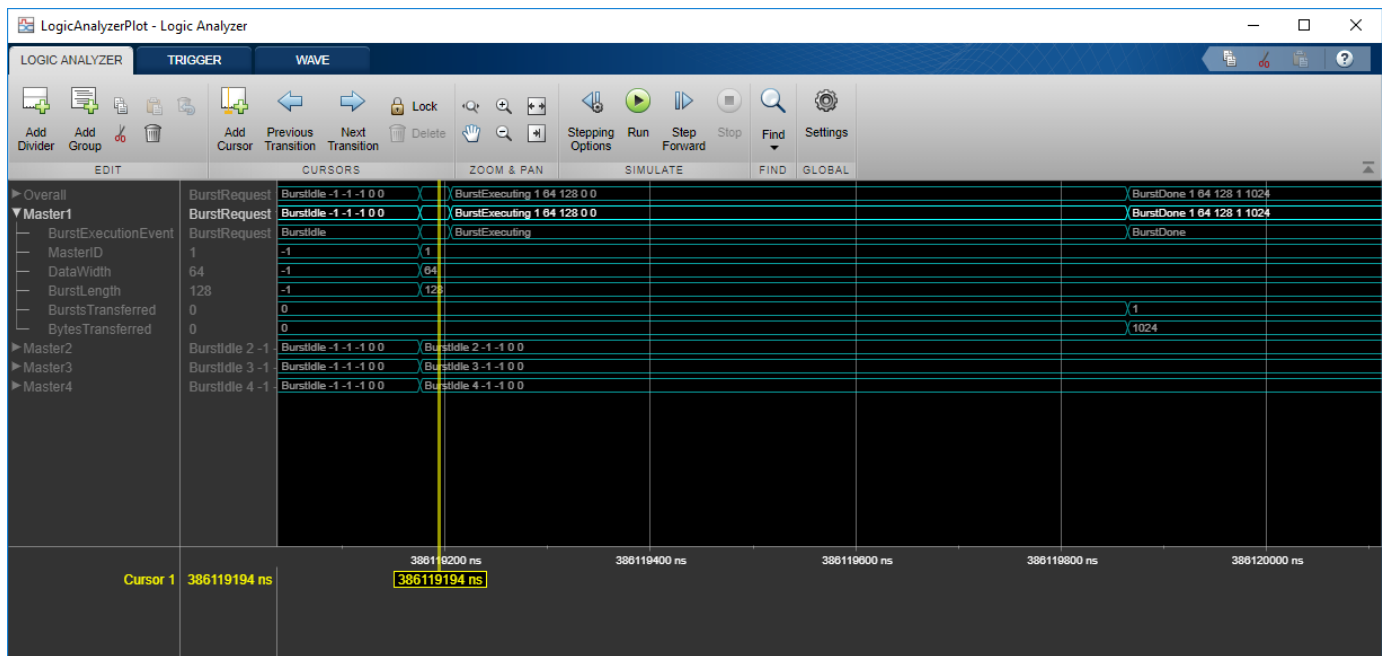 LogicAnalyzerPlot - Logic Analyzer
LOGIC ANALYZER TRIGGER WAVE
Lock
Delete
Add Divider
Add Group
Add Cursor
Previous Transition
Next Transition
Stepping Options
Run
Step Forward
Stop
Find
Settings
EDIT CURSORS ZOOM & PAN SIMULATE FIND GLOBAL
Overall BurstRequest BurstIdle -1 -1 -1 0 0 BurstExecuting 1 64 128 0 0 BurstDone 1 64 128 1 1024
Master1 BurstRequest BurstIdle -1 -1 -1 0 0 BurstExecuting 1 64 128 0 0 BurstDone 1 64 128 1 1024
BurstExecutionEvent BurstRequest BurstIdle BurstExecuting BurstDone
MasterID 1 -1 1
DataWidth 64 -1 64
BurstLength 128 -1 128
BurstsTransferred 0 0 1
BytesTransferred 0 0 1024
Master2 BurstIdle 2 -1 - BurstIdle -1 -1 -1 0 0 BurstIdle 2 -1 -1 0 0
Master3 BurstIdle 3 -1 - BurstIdle -1 -1 -1 0 0 BurstIdle 3 -1 -1 0 0
Master4 BurstIdle 4 -1 - BurstIdle -1 -1 -1 0 0 BurstIdle 4 -1 -1 0 0
386119200 ns 386119400 ns 386119600 ns 386119800 ns 386120000 ns
Cursor 1 386119194 ns 386119194 ns